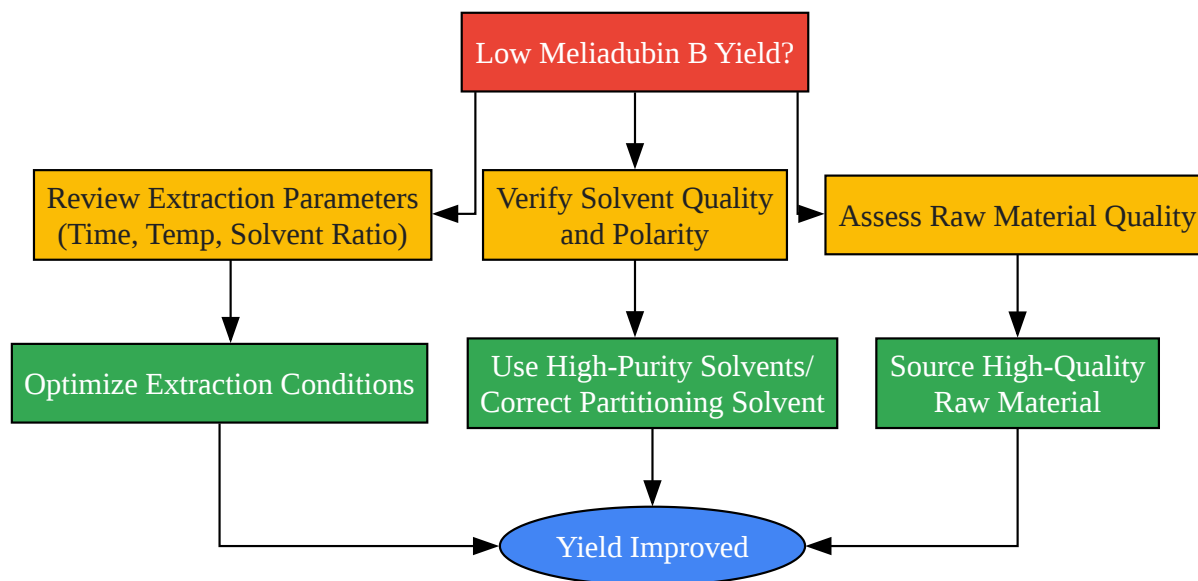 Low Meliadubin B Yield?
Review Extraction Parameters
(Time, Temp, Solvent Ratio)
Verify Solvent Quality
and Polarity
Assess Raw Material Quality
Optimize Extraction Conditions
Use High-Purity Solvents/
Correct Partitioning Solvent
Source High-Quality
Raw Material
Yield Improved